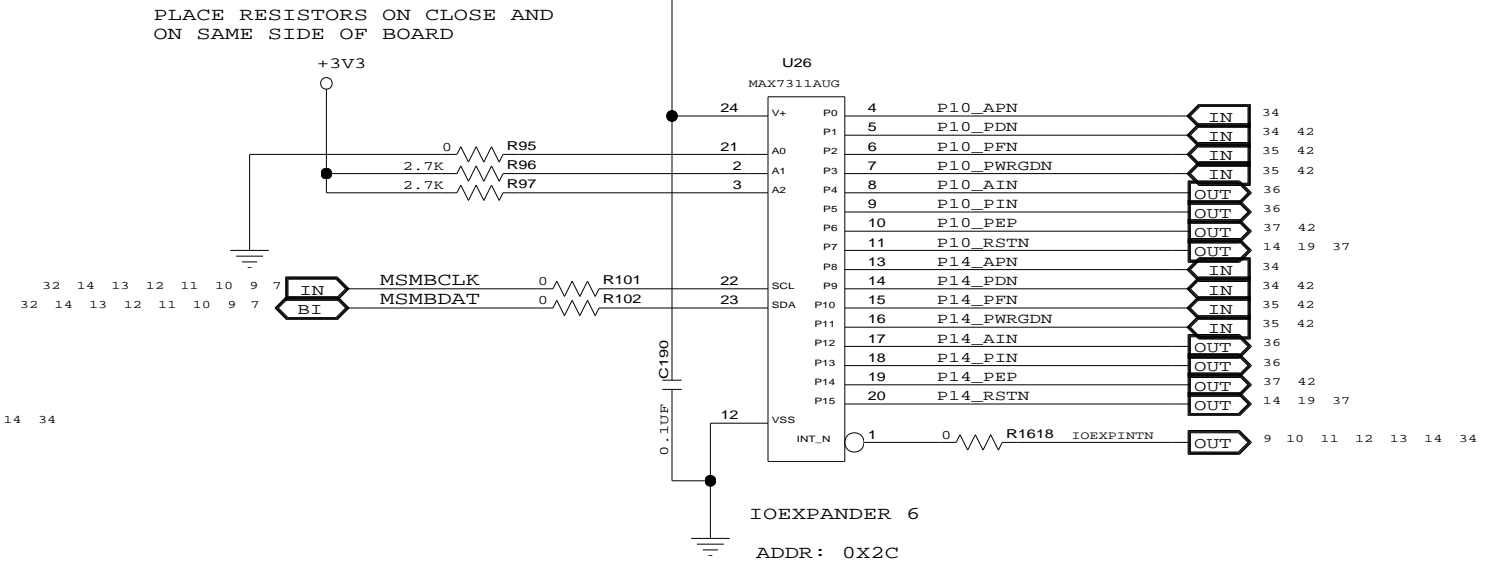 PLACE RESISTORS ON CLOSE AND
ON SAME SIDE OF BOARD
+3V3
U26
MAX7311AUG
24 V+ P0 4 P10_APN IN 34
P1 5 P10_PDN IN 34 42
0 R95 21 A0 P2 6 P10_PFN IN 35 42
2.7K R96 2 A1 P3 7 P10_PWRGDN IN 35 42
2.7K R97 3 A2 P4 8 P10_AIN OUT 36
P5 9 P10_PIN OUT 36
P6 10 P10_PEP OUT 37 42
P7 11 P10_RSTN OUT 14 19 37
P8 13 P14_APN IN 34
32 14 13 12 11 10 9 7 IN MSMBCLK 0 R101 22 SCL P9 14 P14_PDN IN 34 42
32 14 13 12 11 10 9 7 BI MSMBDAT 0 R102 23 SDA P10 15 P14_PFN IN 35 42
P11 16 P14_PWRGDN IN 35 42
P12 17 P14_AIN OUT 36
P13 18 P14_PIN OUT 36
C190
0.1UF
P14 19 P14_PEP OUT 37 42
P15 20 P14_RSTN OUT 14 19 37
14 34
12 VSS
INT_N 1 0 R1618 IOEXPINTN OUT 9 10 11 12 13 14 34
IOEXPANDER 6
ADDR: 0X2C